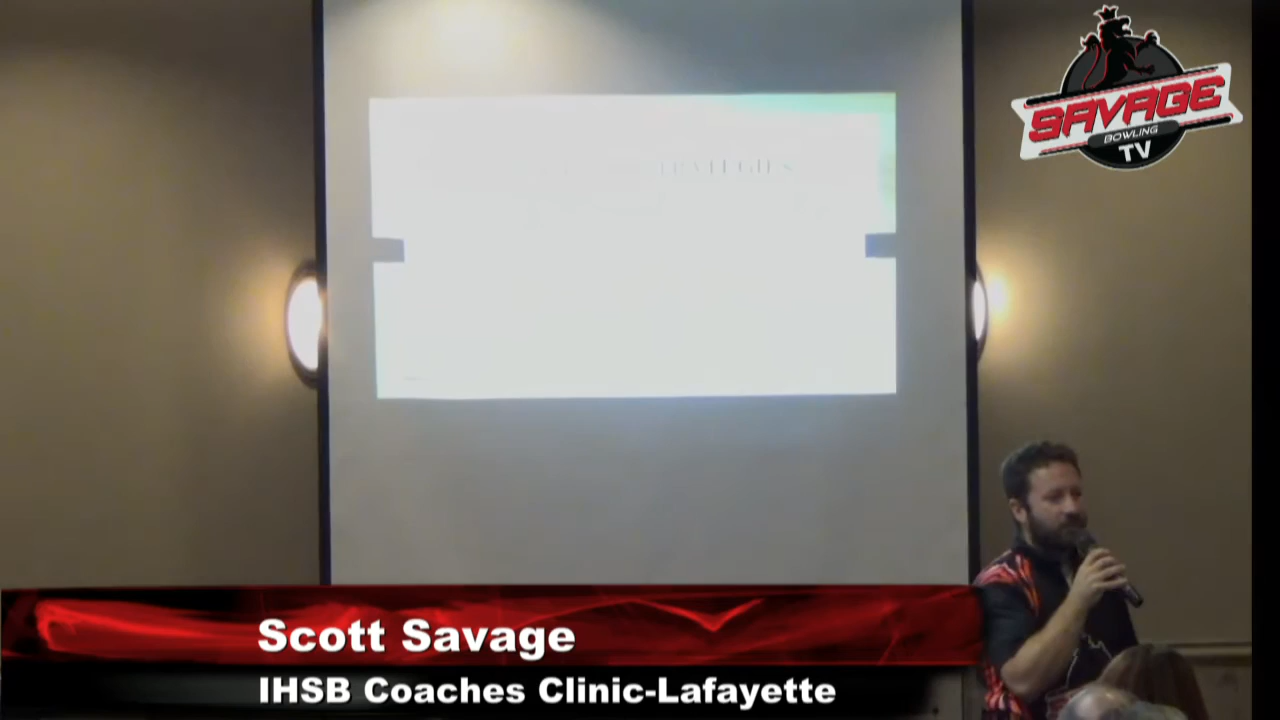 SAVAGE
BOWLING
TV
Scott Savage
IHSB Coaches Clinic-Lafayette